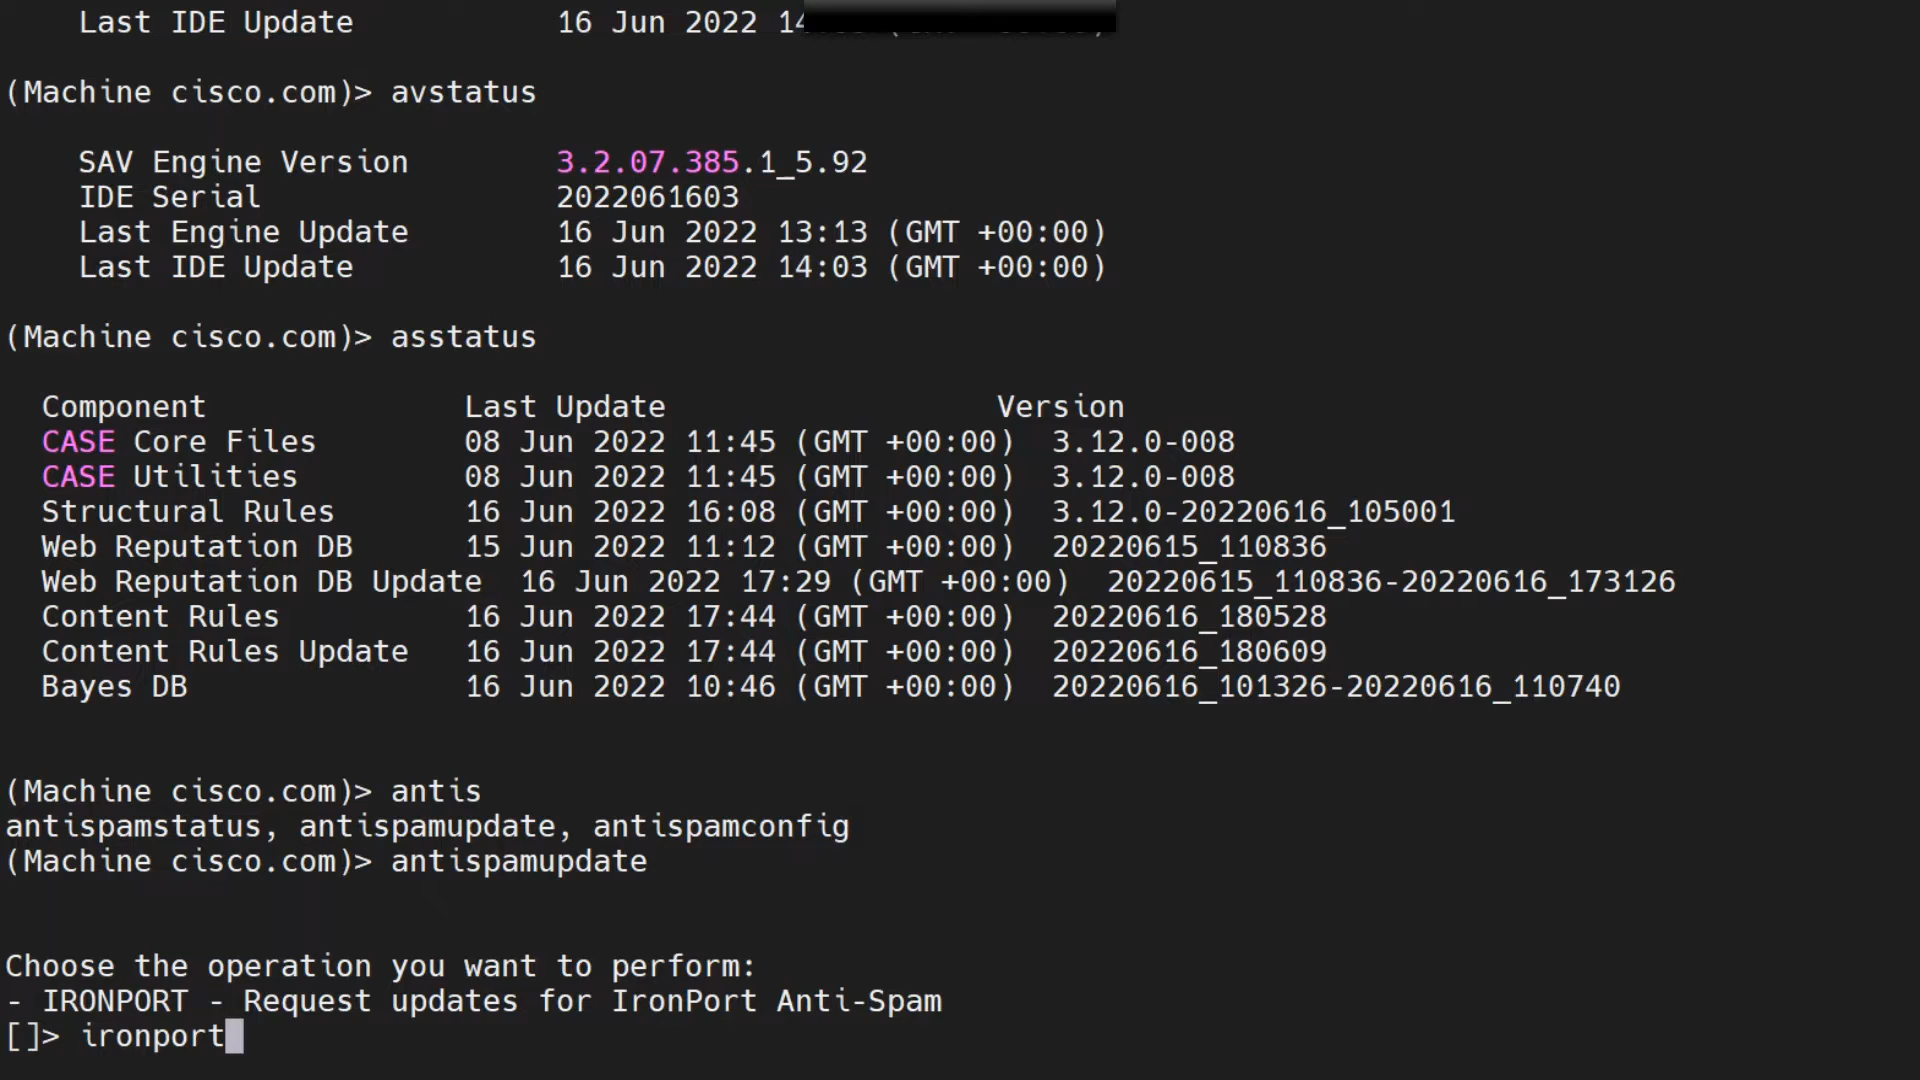 Last IDE Update 16 Jun 2022 14
(Machine cisco.com)> avstatus
SAV Engine Version 3.2.07.385.1_5.92
IDE Serial 2022061603
Last Engine Update 16 Jun 2022 13:13 (GMT +00:00)
Last IDE Update 16 Jun 2022 14:03 (GMT +00:00)
(Machine cisco.com)> asstatus
Component Last Update Version
CASE Core Files 08 Jun 2022 11:45 (GMT +00:00) 3.12.0-008
CASE Utilities 08 Jun 2022 11:45 (GMT +00:00) 3.12.0-008
Structural Rules 16 Jun 2022 16:08 (GMT +00:00) 3.12.0-20220616_105001
Web Reputation DB 15 Jun 2022 11:12 (GMT +00:00) 20220615_110836
Web Reputation DB Update 16 Jun 2022 17:29 (GMT +00:00) 20220615_110836-20220616_173126
Content Rules 16 Jun 2022 17:44 (GMT +00:00) 20220616_180528
Content Rules Update 16 Jun 2022 17:44 (GMT +00:00) 20220616_180609
Bayes DB 16 Jun 2022 10:46 (GMT +00:00) 20220616_101326-20220616_110740
(Machine cisco.com)> antis
antispamstatus, antispamupdate, antispamconfig
(Machine cisco.com)> antispamupdate
Choose the operation you want to perform:
- IRONPORT - Request updates for IronPort Anti-Spam
[]> ironport